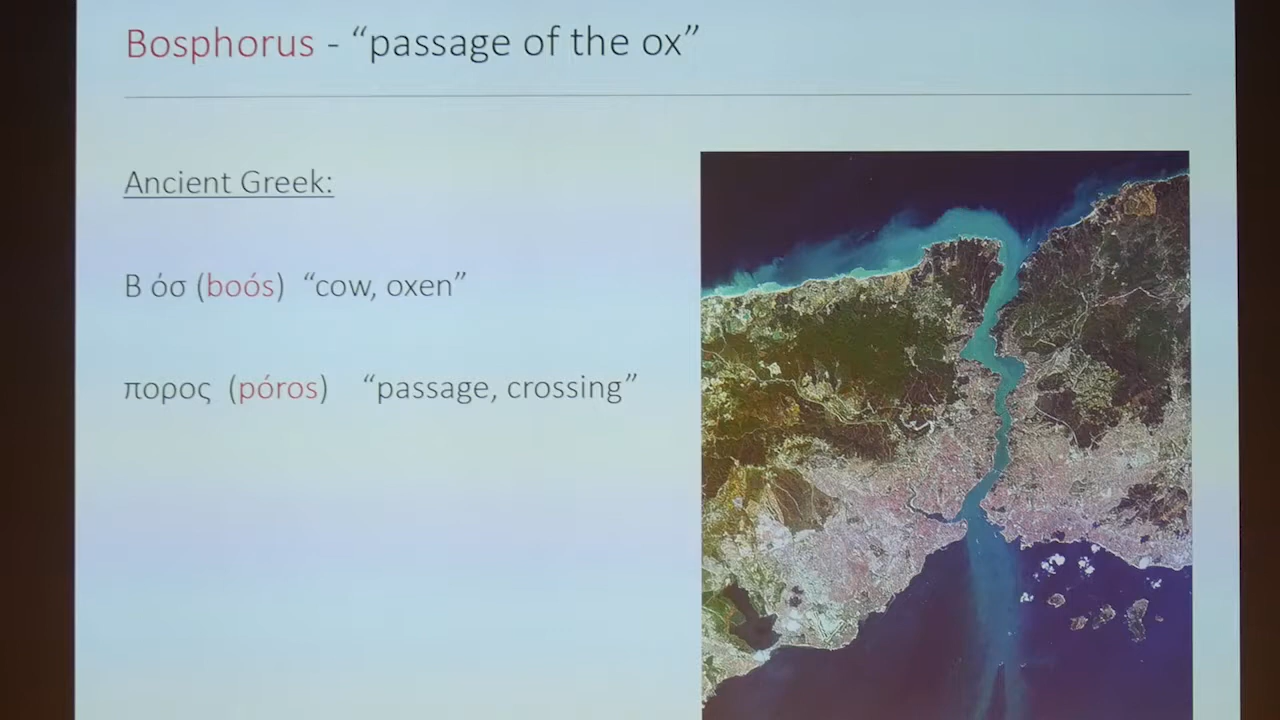 Bosphorus - “passage of the ox”
Ancient Greek:
Β όσ (boós) “cow, oxen”
πορος (póros) “passage, crossing”